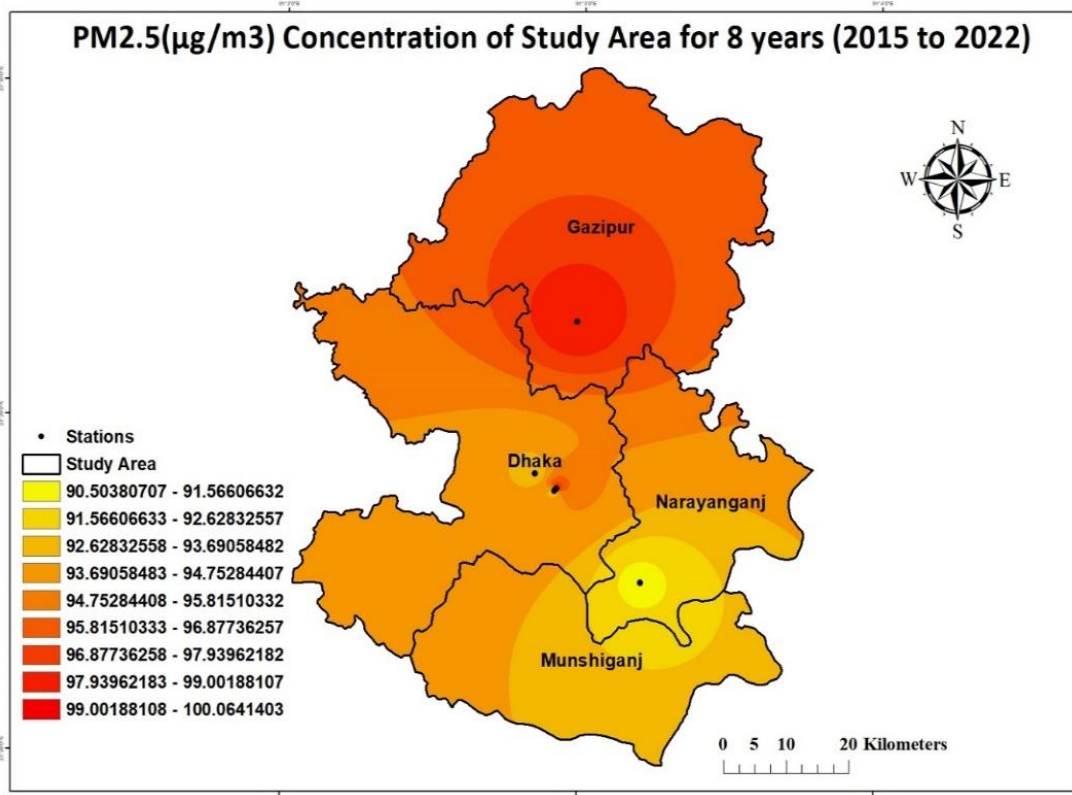 PM2.5(µg/m3) Concentration of Study Area for 8 years (2015 to 2022)
N
W E
S
Gazipur
Dhaka
Narayanganj
Munshiganj
Stations
Study Area
90.50380707 - 91.56606632
91.56606633 - 92.62832557
92.62832558 - 93.69058482
93.69058483 - 94.75284407
94.75284408 - 95.81510332
95.81510333 - 96.87736257
96.87736258 - 97.93962182
97.93962183 - 99.00188107
99.00188108 - 100.0641403
0 5 10 20 Kilometers